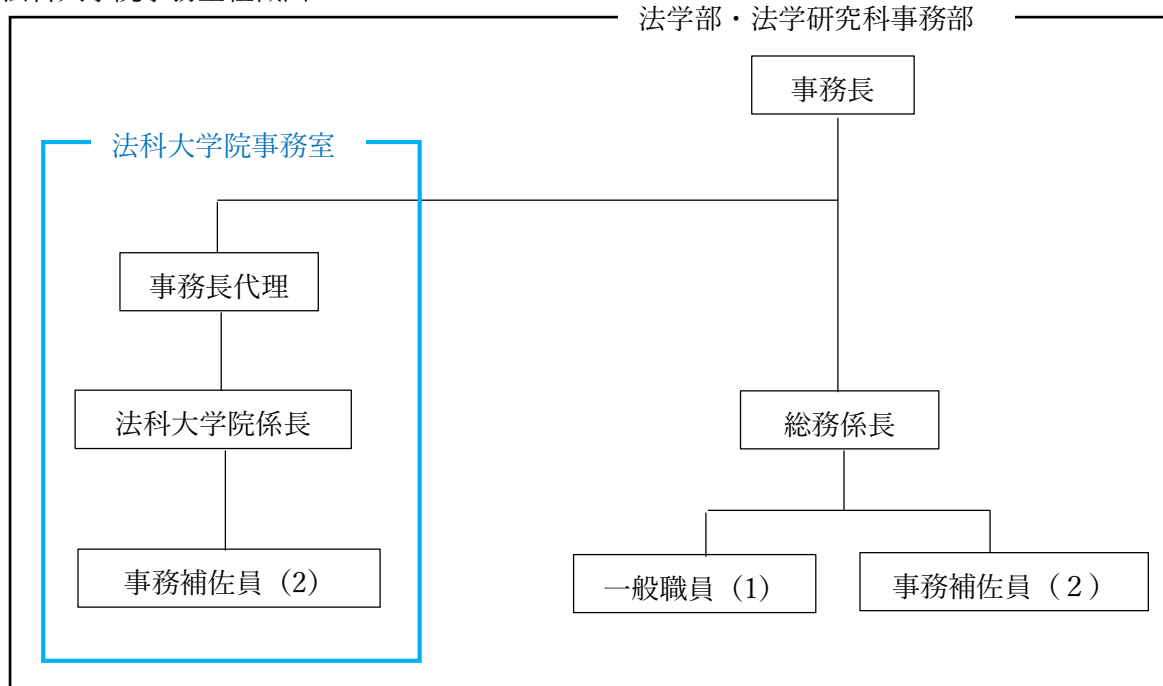 法学部・法学研究科事務部
事務長
法科大学院事務室
事務長代理
法科大学院係長
総務係長
事務補佐員（2）
一般職員（1）
事務補佐員（２）